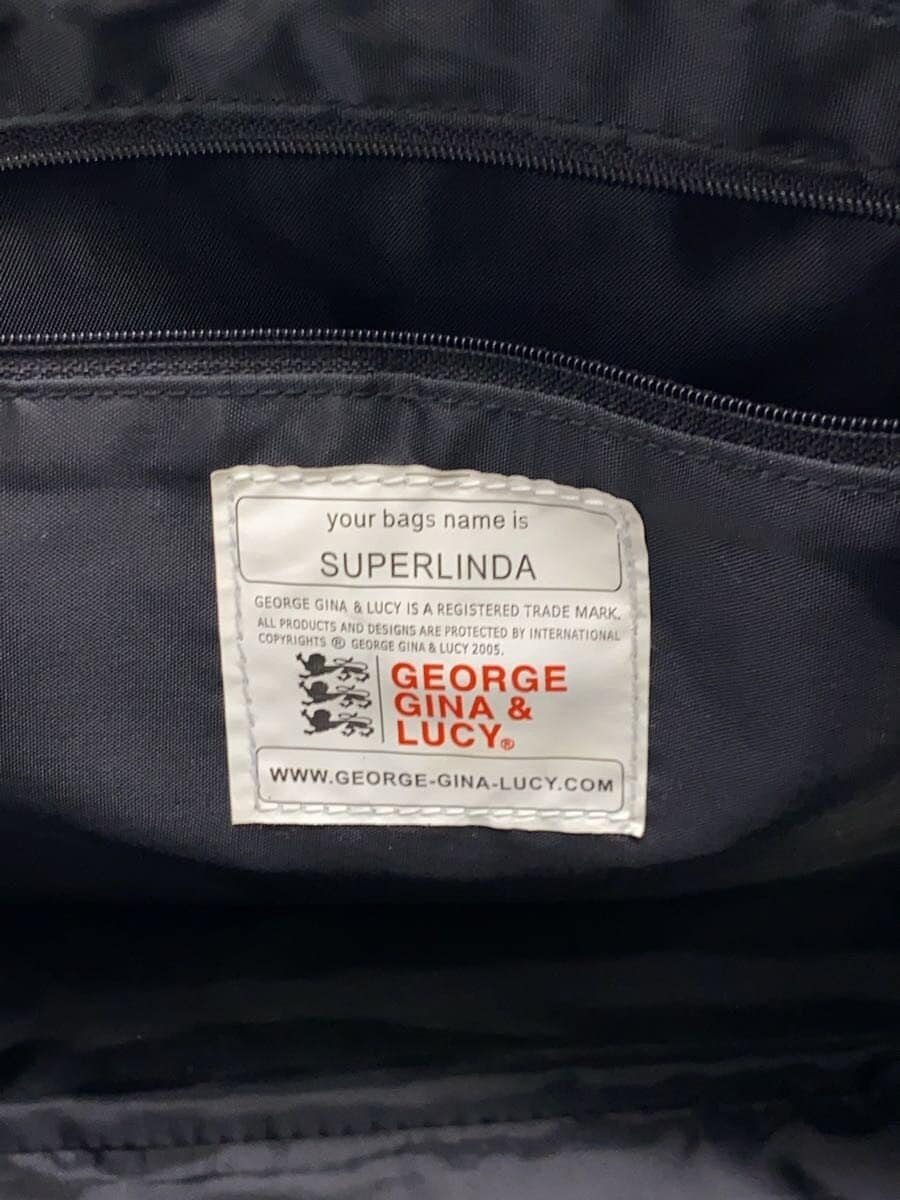 your bags name is
SUPERLINDA
GEORGE GINA & LUCY IS A REGISTERED TRADE MARK.
ALL PRODUCTS AND DESIGNS ARE PROTECTED BY INTERNATIONAL
COPYRIGHTS ® GEORGE GINA & LUCY 2005.
GEORGE
GINA &
LUCY®
WWW.GEORGE-GINA-LUCY.COM